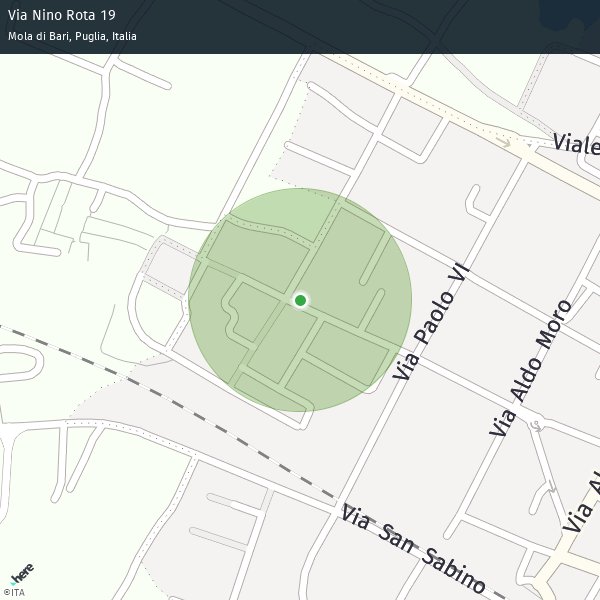 Via Nino Rota 19
Mola di Bari, Puglia, Italia
Viale
Via Paolo VI
Via Aldo Moro
Via Al
Via San Sabino
here
©ITA